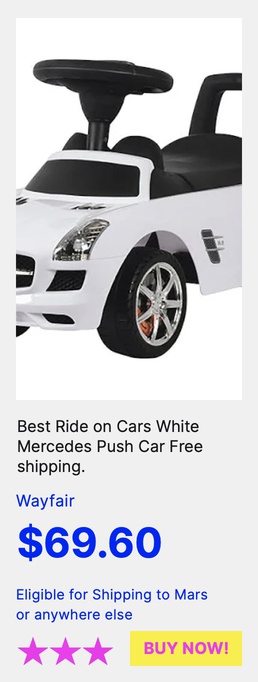 Best Ride on Cars White
Mercedes Push Car Free
shipping.
Wayfair
$69.60
Eligible for Shipping to Mars
or anywhere else
BUY NOW!